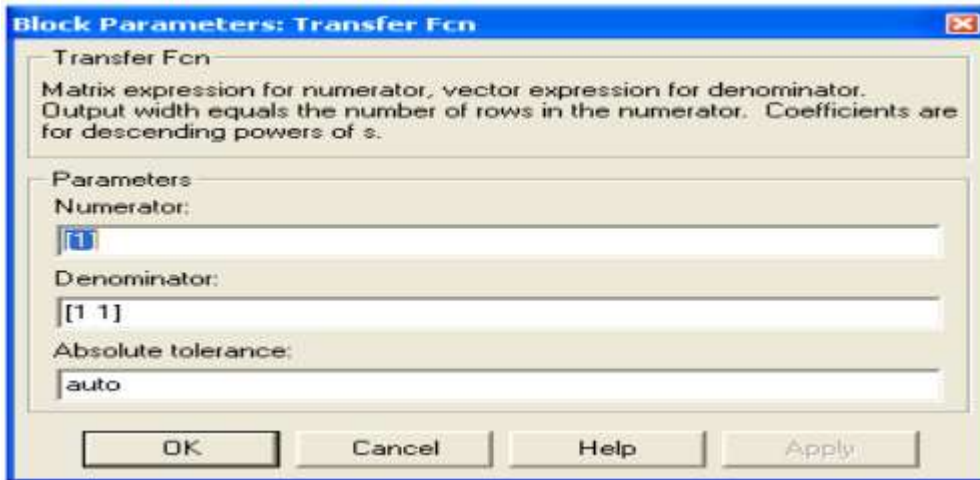 Block Parameters: Transfer Fcn
Transfer Fcn
Matrix expression for numerator, vector expression for denominator.
Output width equals the number of rows in the numerator.  Coefficients are
for descending powers of s.
Parameters
Numerator:
[1]
Denominator:
[1 1]
Absolute tolerance:
auto
OK Cancel Help Apply